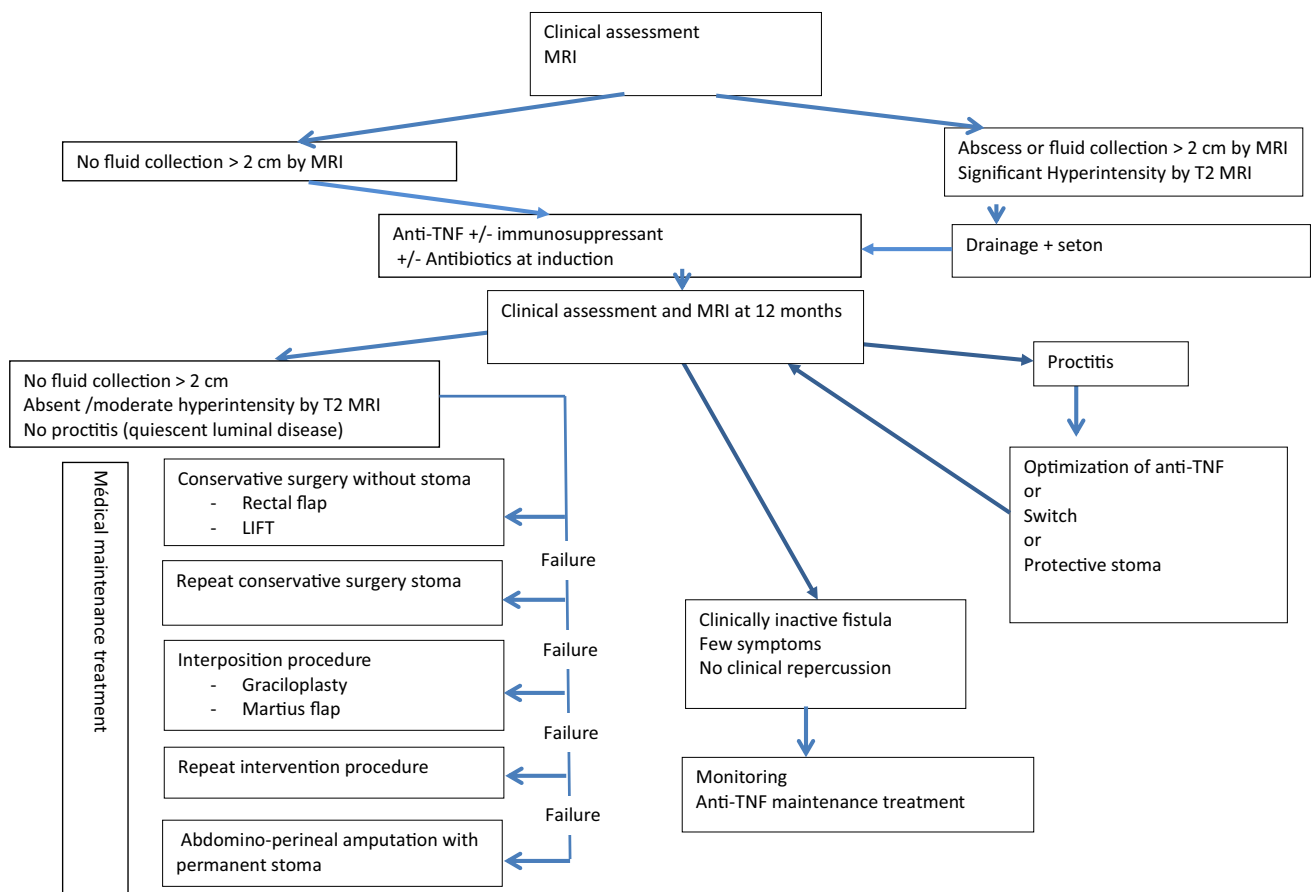 Clinical assessment
MRI
No fluid collection > 2 cm by MRI
Abscess or fluid collection > 2 cm by MRI
Significant Hyperintensity by T2 MRI
Anti-TNF +/- immunosuppressant
+/- Antibiotics at induction
Drainage + seton
Clinical assessment and MRI at 12 months
No fluid collection > 2 cm
Absent /moderate hyperintensity by T2 MRI
No proctitis (quiescent luminal disease)
Proctitis
Optimization of anti-TNF
or
Switch
or
Protective stoma
Médical maintenance treatment
Conservative surgery without stoma
- Rectal flap
- LIFT
Failure
Repeat conservative surgery stoma
Failure
Interposition procedure
- Graciloplasty
- Martius flap
Failure
Repeat intervention procedure
Failure
Abdomino-perineal amputation with
permanent stoma
Clinically inactive fistula
Few symptoms
No clinical repercussion
Monitoring
Anti-TNF maintenance treatment